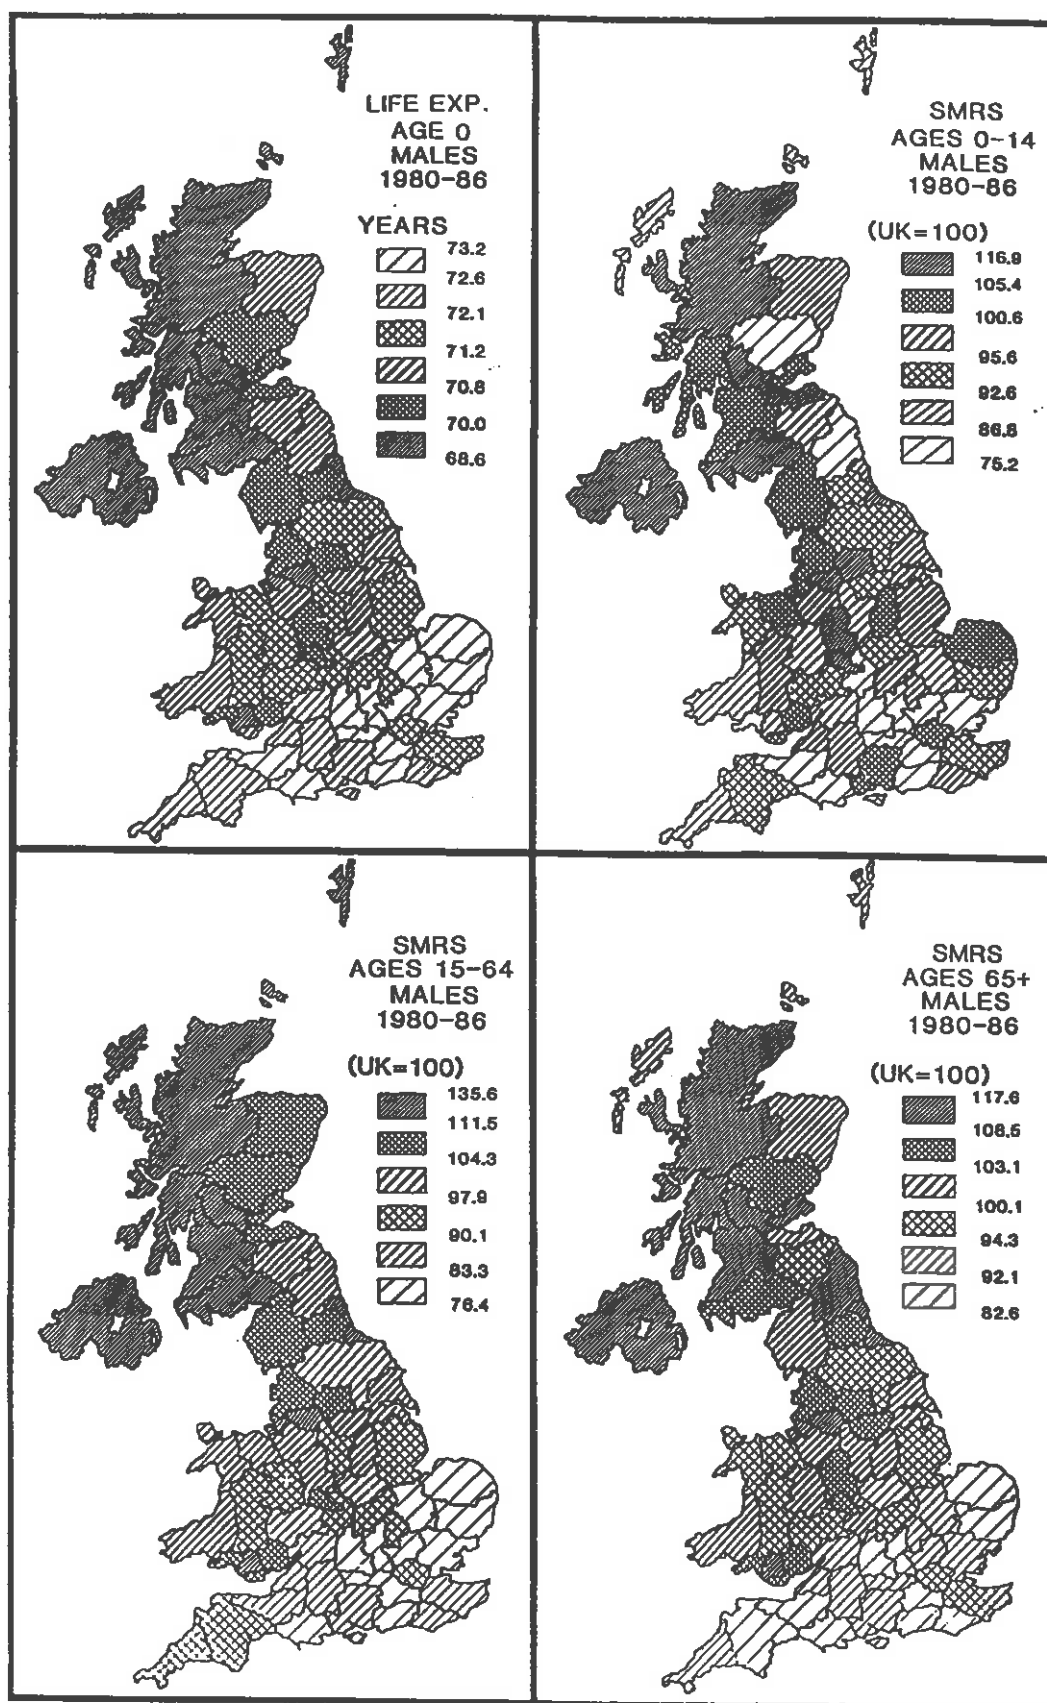 LIFE EXP.
AGE 0
MALES
1980-86
YEARS
73.2
72.6
72.1
71.2
70.8
70.0
68.6
SMRS
AGES 0-14
MALES
1980-86
(UK=100)
116.9
105.4
100.6
95.6
92.6
86.8
75.2
SMRS
AGES 15-64
MALES
1980-86
(UK=100)
135.6
111.5
104.3
97.9
90.1
83.3
76.4
SMRS
AGES 65+
MALES
1980-86
(UK=100)
117.6
108.5
103.1
100.1
94.3
92.1
82.6